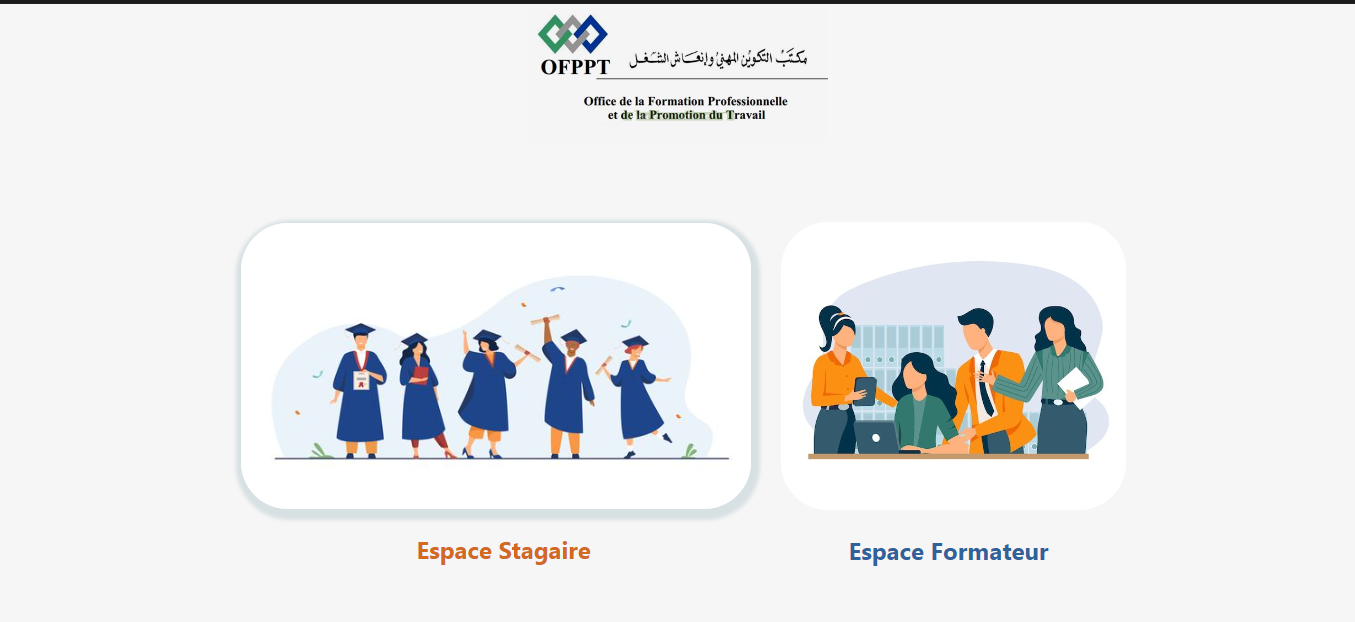 OFPPT
مكتب التكوين المهني وإنعاش الشغل
Office de la Formation Professionnelle
et de la Promotion du Travail
Espace Stagaire
Espace Formateur